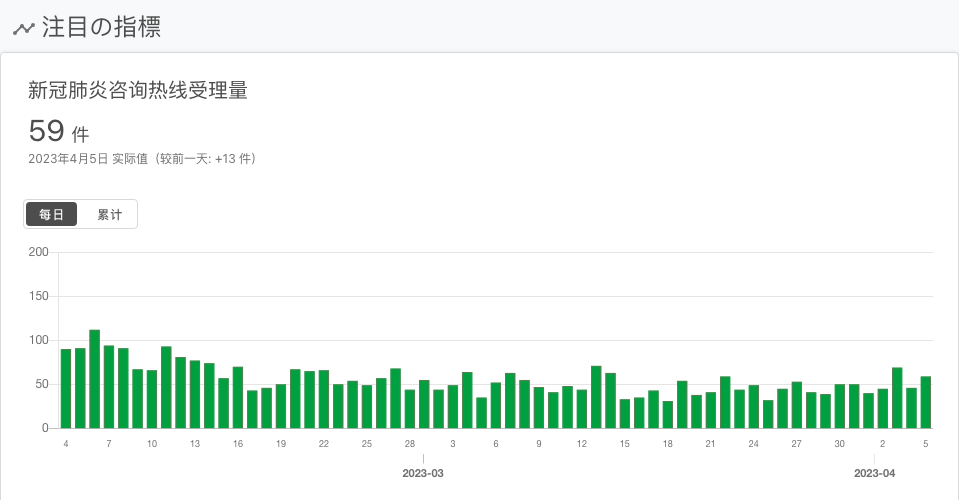 注目の指標
新冠肺炎咨询热线受理量
59 件
2023年4月5日 实际值（较前一天: +13 件）
每日 累计
200
150
100
50
0
4 7 10 13 16 19 22 25 28 3 6 9 12 15 18 21 24 27 30 2 5
2023-03 2023-04